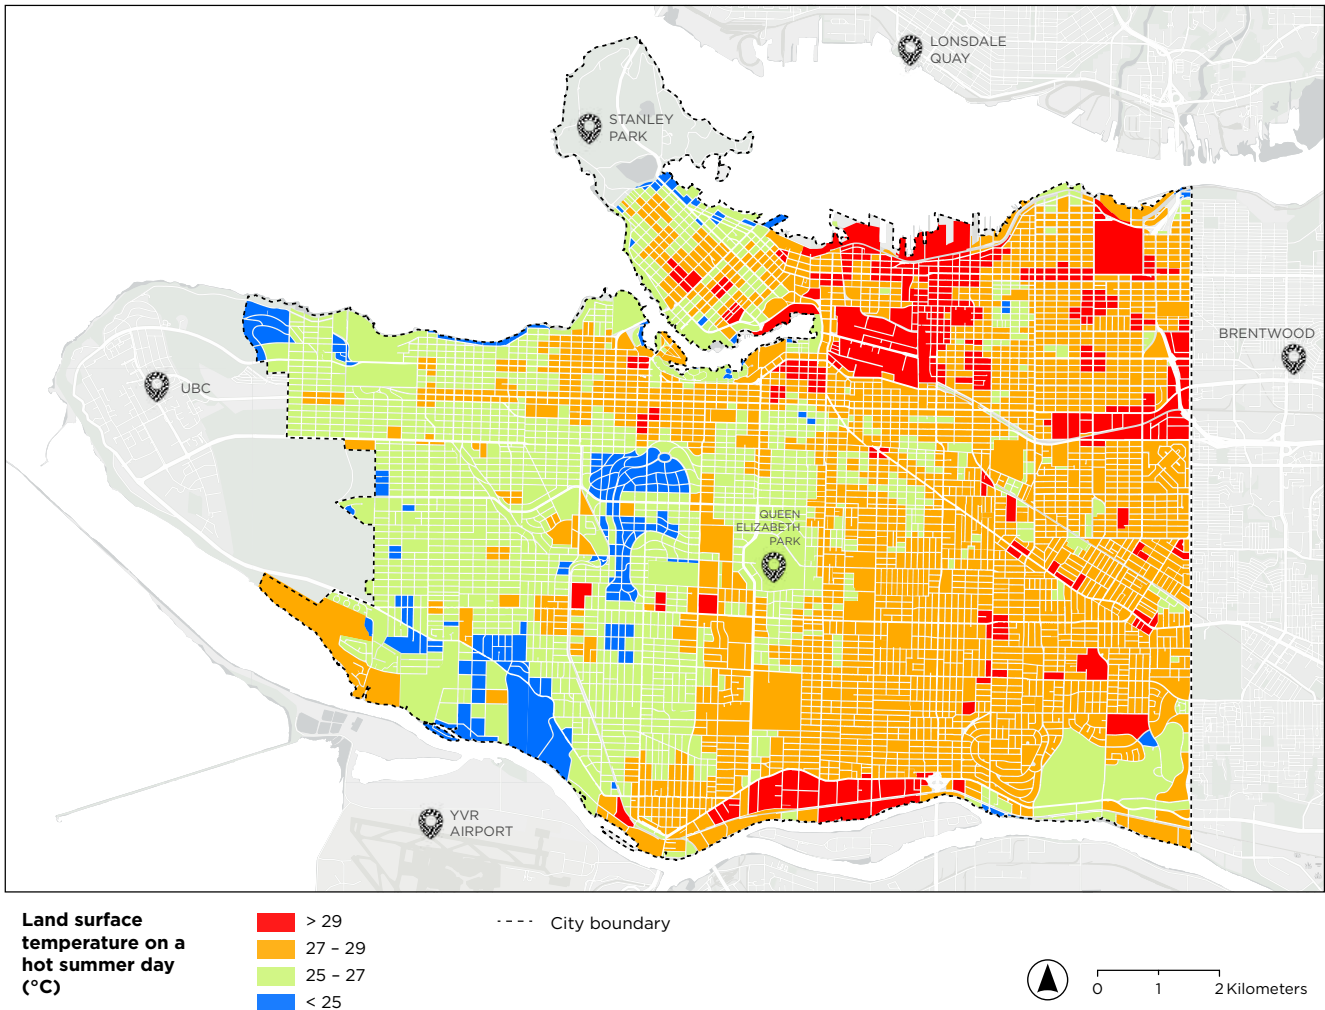 LONSDALE
QUAY
STANLEY
PARK
BRENTWOOD
UBC
QUEEN
ELIZABETH
PARK
YVR
AIRPORT
Land surface
temperature on a
hot summer day
(°C)
> 29
27 – 29
25 – 27
< 25
City boundary
0 1 2 Kilometers